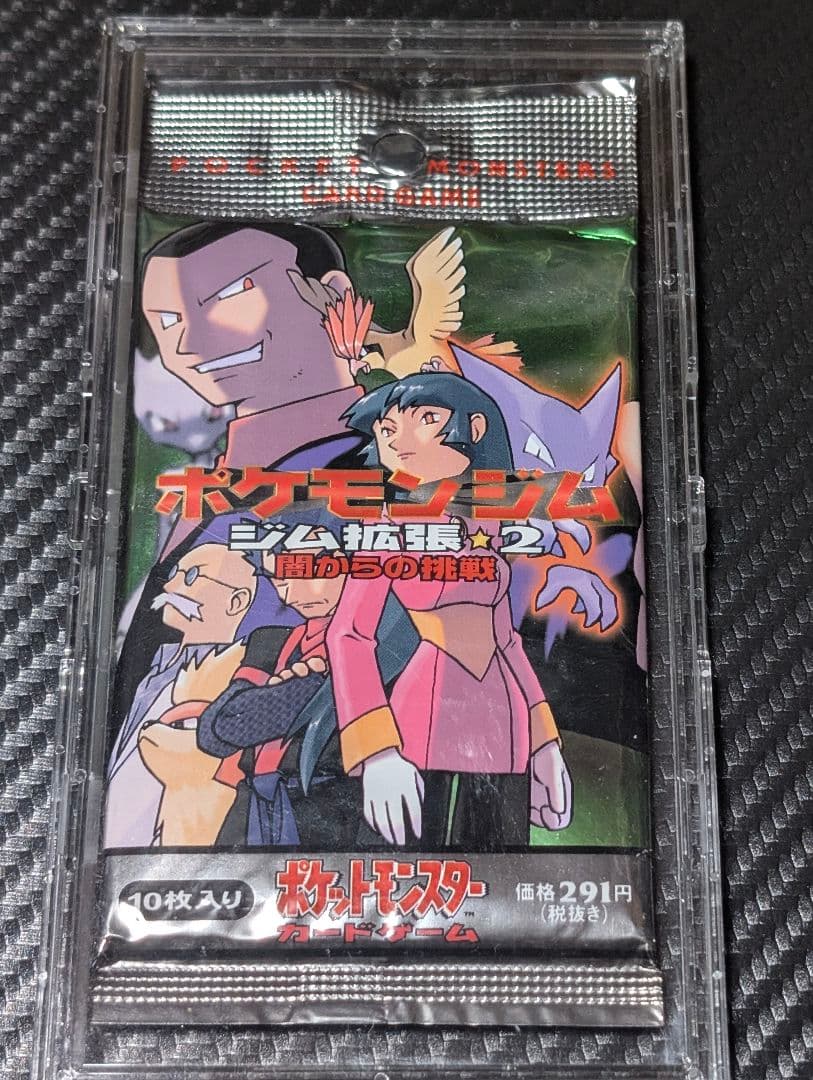 POCKET MONSTERS
CARD GAME
ポケモンジム
ジム拡張★2
闇からの挑戦
10枚入り
ポケットモンスター™
カードゲーム
価格291円
(税抜き)